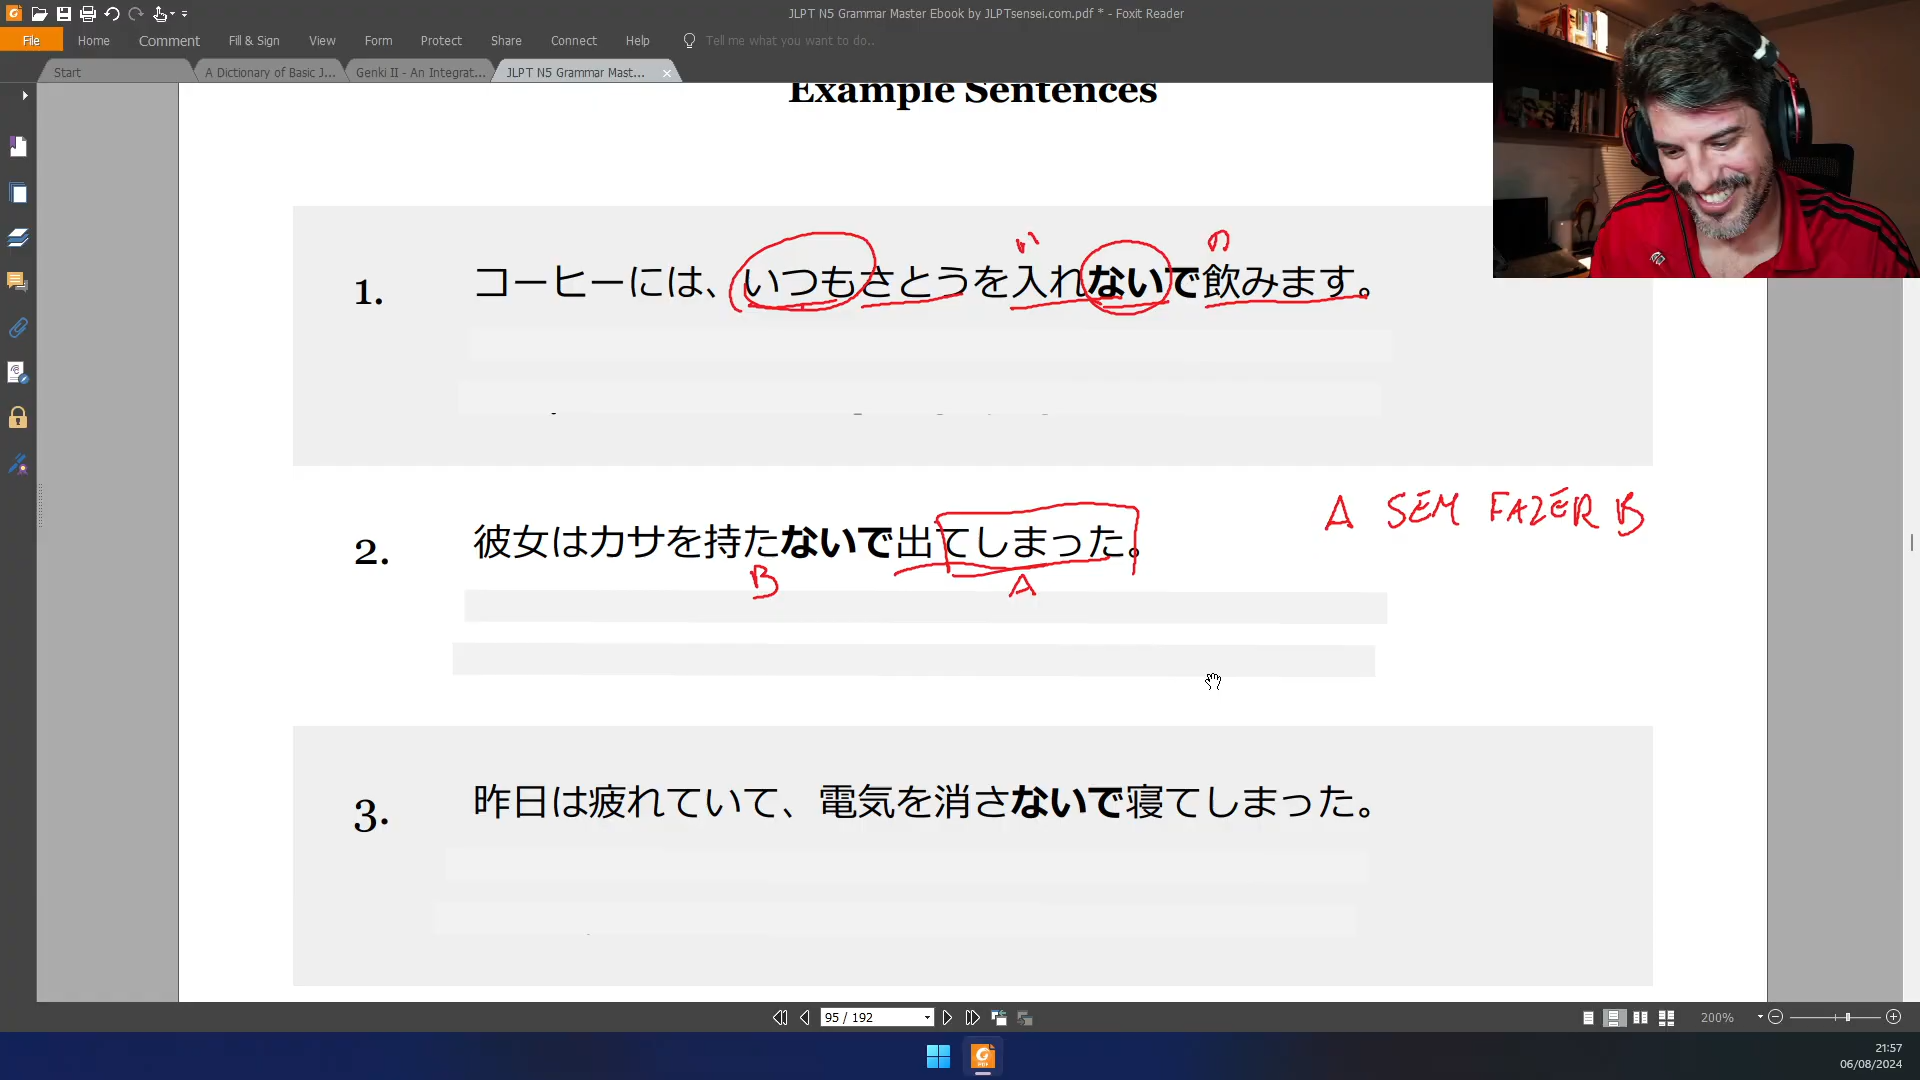 JLPT N5 Grammar Master Ebook by JLPTsensei.com.pdf * - Foxit Reader
File Home Comment Fill & Sign View Form Protect Share Connect Help Tell me what you want to do..
Start A Dictionary of Basic J... Genki II - An Integrat... JLPT N5 Grammar Mast...
Example Sentences
い の
1. コーヒーには、いつもさとうを入れないで飲みます。
A SEM FAZER B
2. 彼女はカサを持たないで出てしまった。
B A
3. 昨日は疲れていて、電気を消さないで寝てしまった。
95 / 192
200%
21:57
06/08/2024